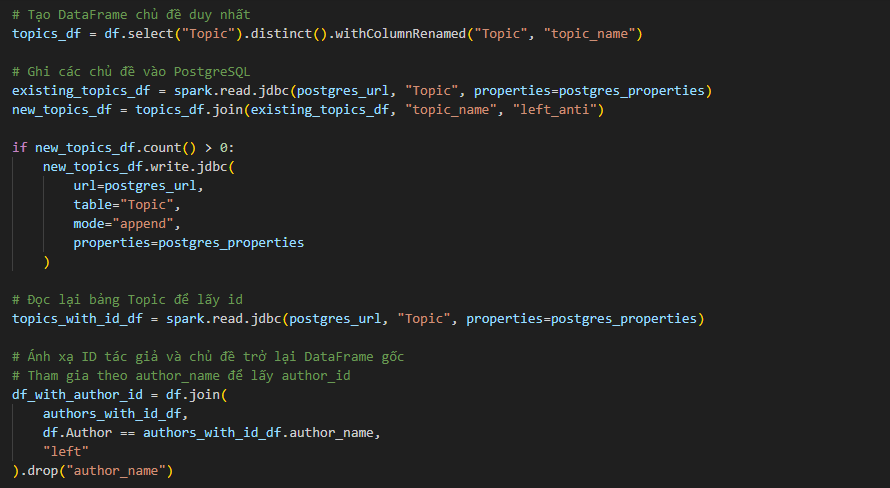 # Tạo DataFrame chủ đề duy nhất
topics_df = df.select("Topic").distinct().withColumnRenamed("Topic", "topic_name")
# Ghi các chủ đề vào PostgreSQL
existing_topics_df = spark.read.jdbc(postgres_url, "Topic", properties=postgres_properties)
new_topics_df = topics_df.join(existing_topics_df, "topic_name", "left_anti")
if new_topics_df.count() > 0:
    new_topics_df.write.jdbc(
        url=postgres_url,
        table="Topic",
        mode="append",
        properties=postgres_properties
    )
# Đọc lại bảng Topic để lấy id
topics_with_id_df = spark.read.jdbc(postgres_url, "Topic", properties=postgres_properties)
# Ánh xạ ID tác giả và chủ đề trở lại DataFrame gốc
# Tham gia theo author_name để lấy author_id
df_with_author_id = df.join(
    authors_with_id_df,
    df.Author == authors_with_id_df.author_name,
    "left"
).drop("author_name")